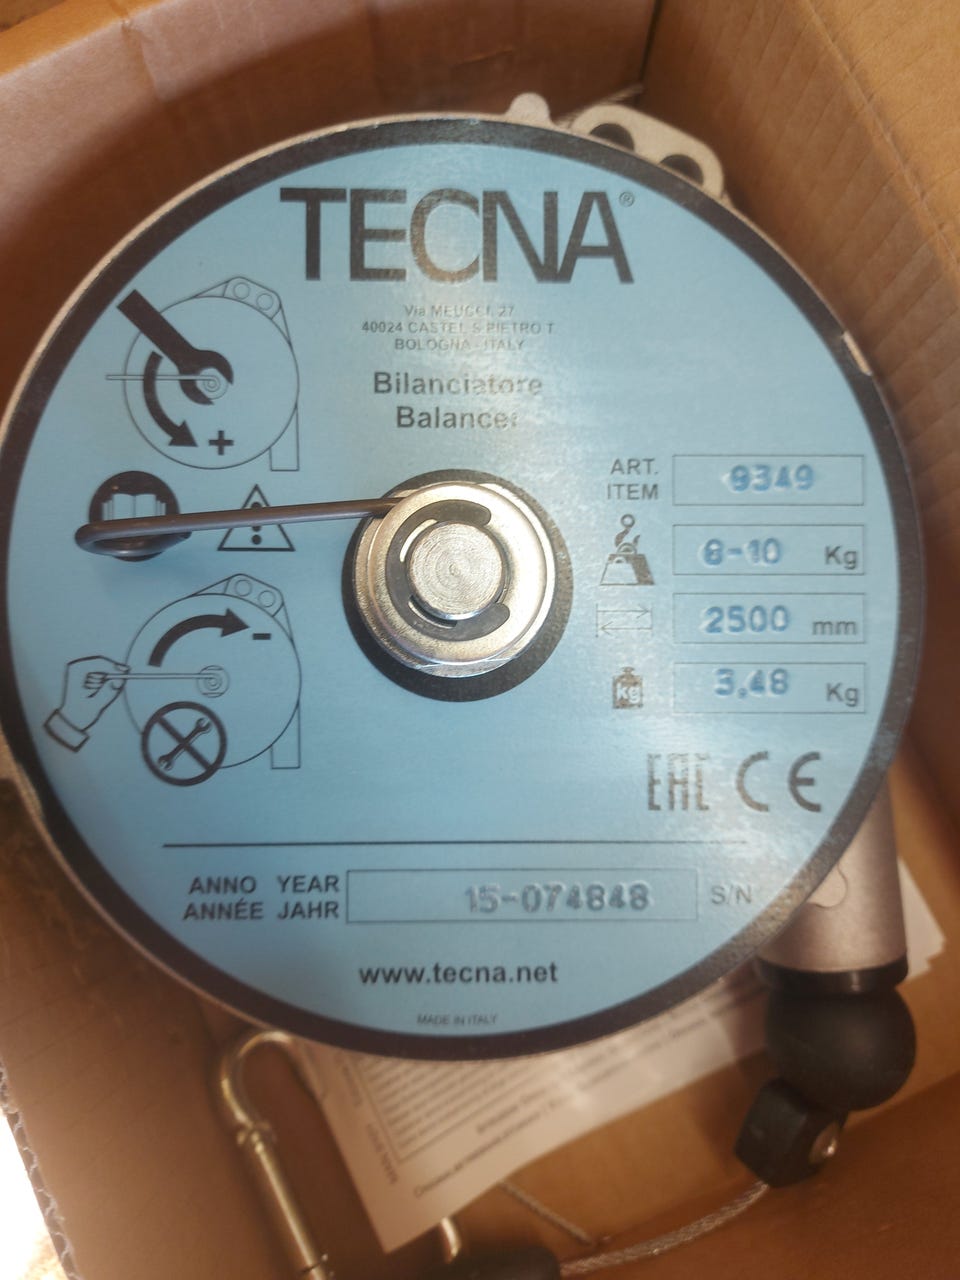 TECNA®
Via MEUCCI, 27
40024 CASTEL S.PIETRO T.
BOLOGNA - ITALY
Bilanciatore
Balancer
+
ART.
ITEM 9349
8-10 Kg
2500 mm
-
Kg 3,48 Kg
EAC CE
ANNO YEAR
ANNÉE JAHR
15-074848 S/N
www.tecna.net
MADE IN ITALY